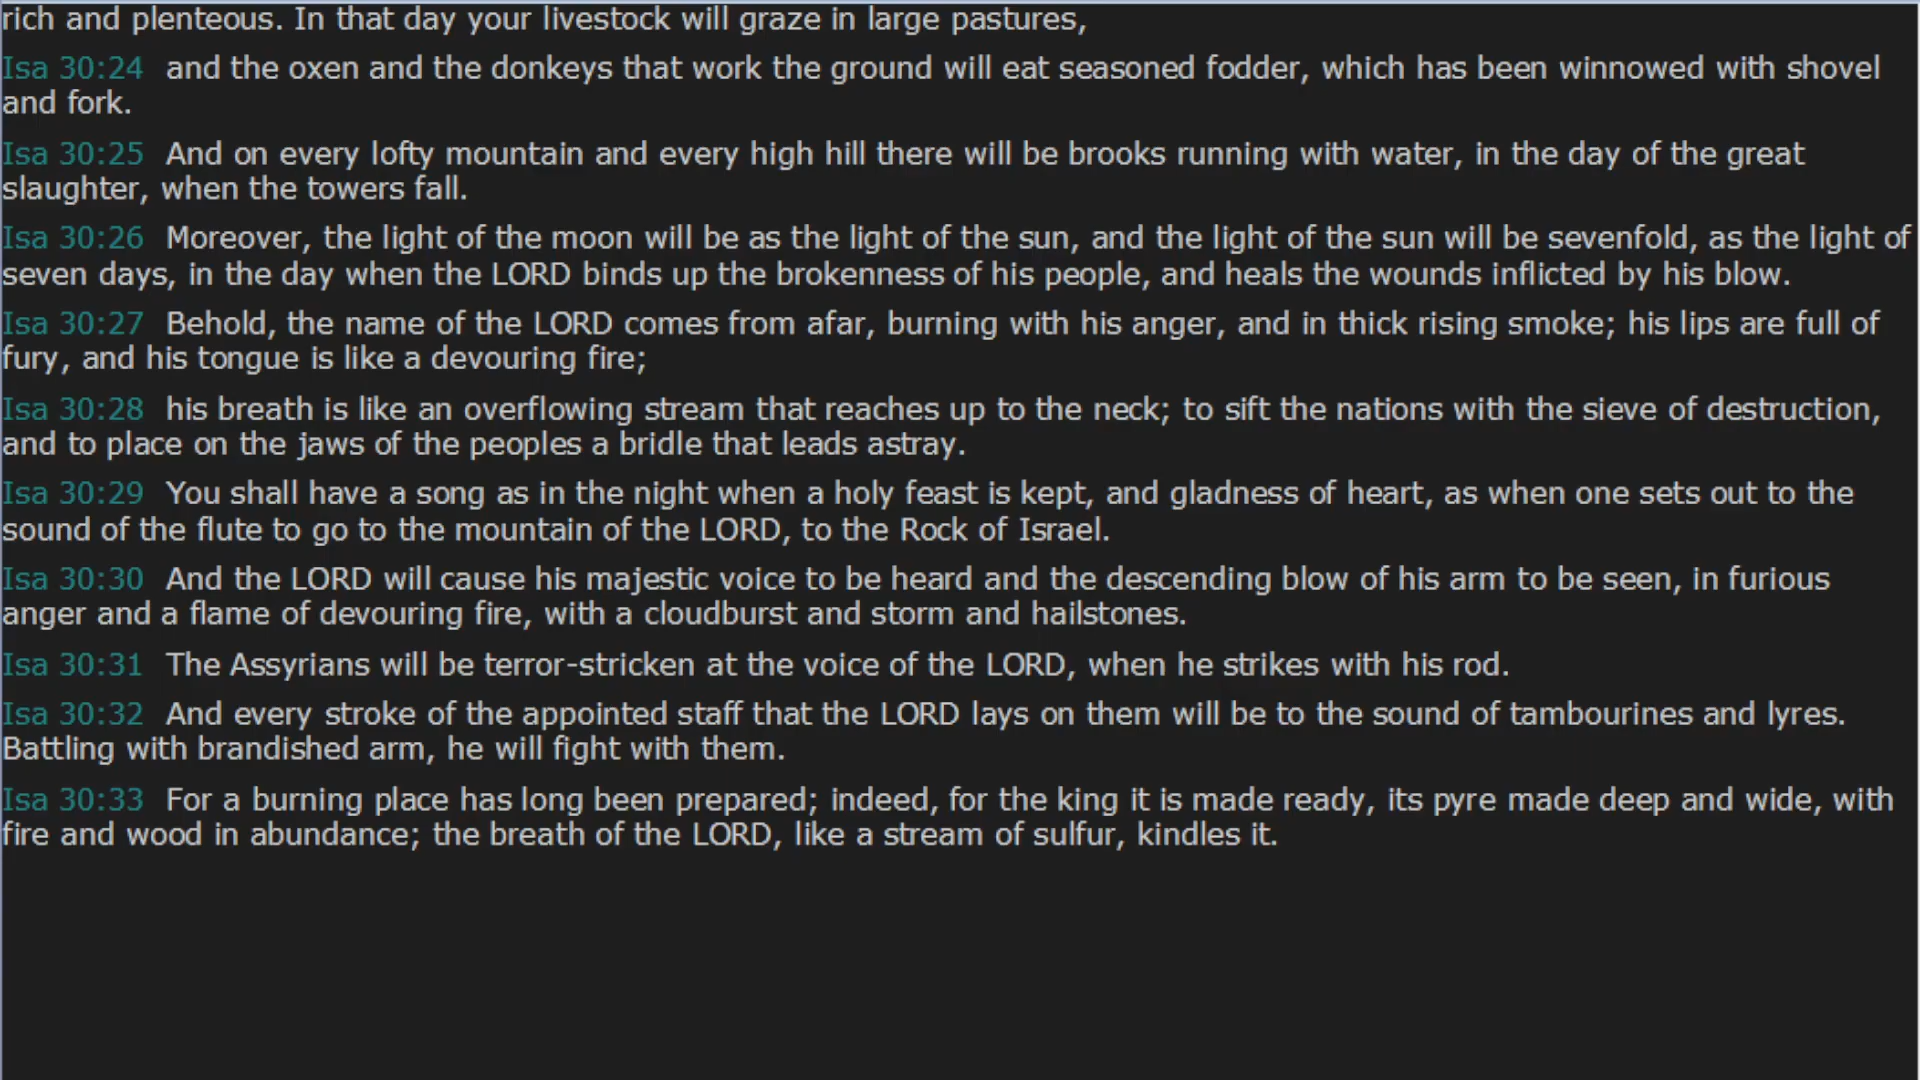 rich and plenteous. In that day your livestock will graze in large pastures,
Isa 30:24 and the oxen and the donkeys that work the ground will eat seasoned fodder, which has been winnowed with shovel
and fork.
Isa 30:25 And on every lofty mountain and every high hill there will be brooks running with water, in the day of the great
slaughter, when the towers fall.
Isa 30:26 Moreover, the light of the moon will be as the light of the sun, and the light of the sun will be sevenfold, as the light of
seven days, in the day when the LORD binds up the brokenness of his people, and heals the wounds inflicted by his blow.
Isa 30:27 Behold, the name of the LORD comes from afar, burning with his anger, and in thick rising smoke; his lips are full of
fury, and his tongue is like a devouring fire;
Isa 30:28 his breath is like an overflowing stream that reaches up to the neck; to sift the nations with the sieve of destruction,
and to place on the jaws of the peoples a bridle that leads astray.
Isa 30:29 You shall have a song as in the night when a holy feast is kept, and gladness of heart, as when one sets out to the
sound of the flute to go to the mountain of the LORD, to the Rock of Israel.
Isa 30:30 And the LORD will cause his majestic voice to be heard and the descending blow of his arm to be seen, in furious
anger and a flame of devouring fire, with a cloudburst and storm and hailstones.
Isa 30:31 The Assyrians will be terror-stricken at the voice of the LORD, when he strikes with his rod.
Isa 30:32 And every stroke of the appointed staff that the LORD lays on them will be to the sound of tambourines and lyres.
Battling with brandished arm, he will fight with them.
Isa 30:33 For a burning place has long been prepared; indeed, for the king it is made ready, its pyre made deep and wide, with
fire and wood in abundance; the breath of the LORD, like a stream of sulfur, kindles it.